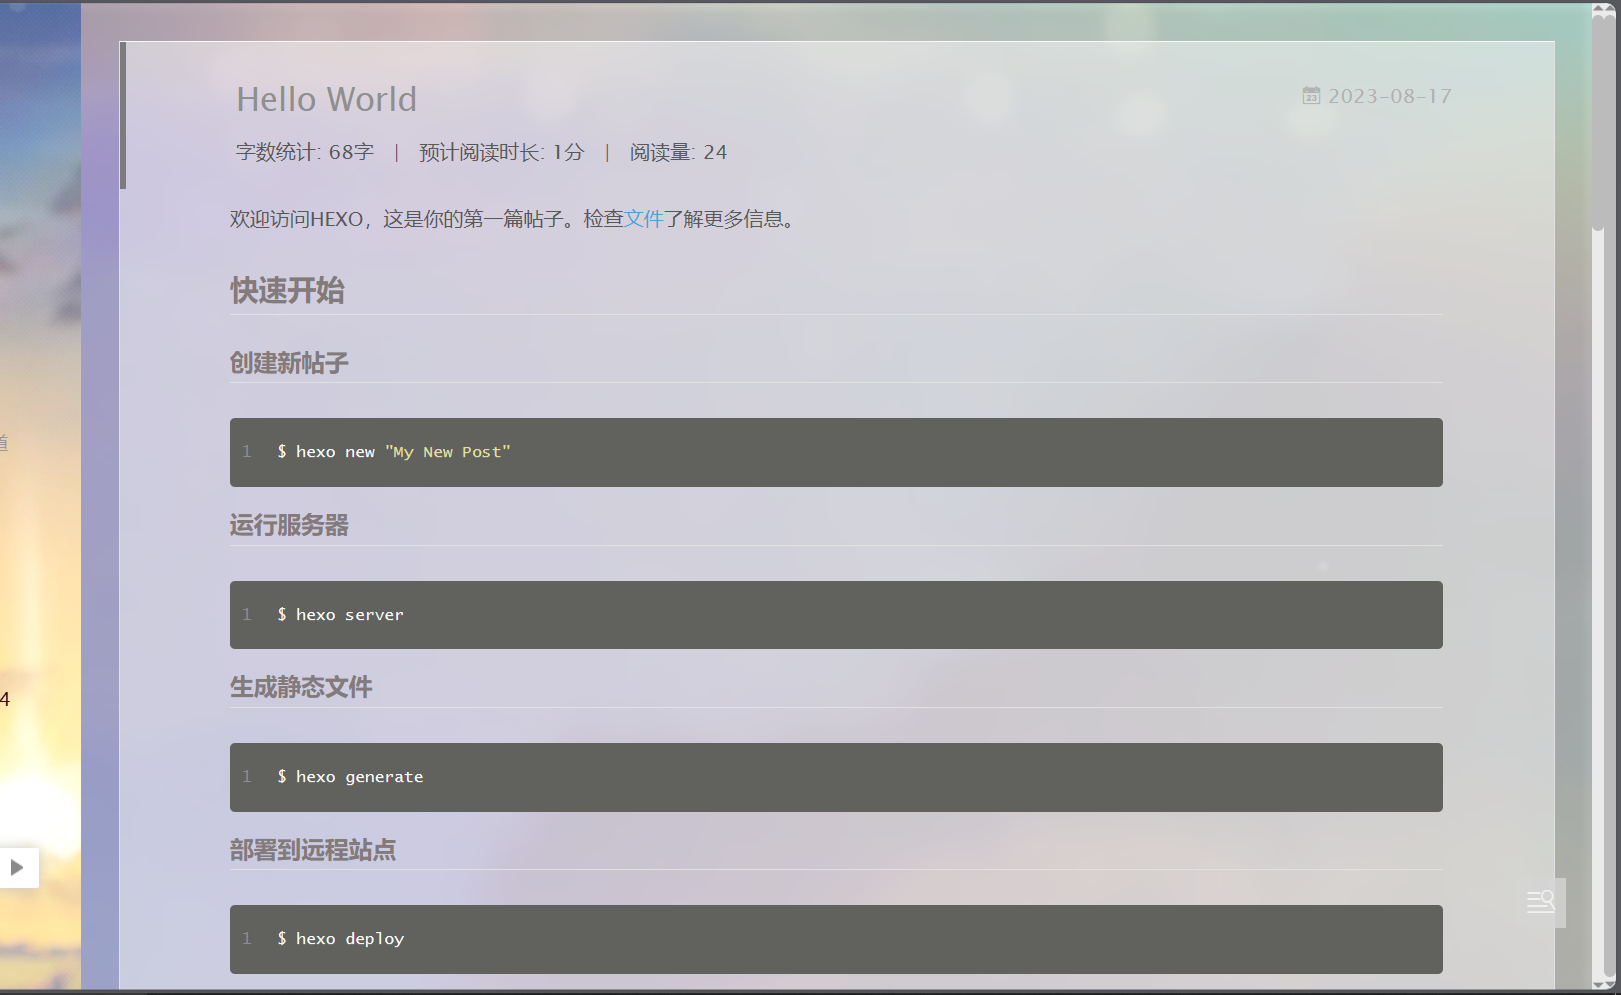 Hello World
2023-08-17
字数统计: 68字 | 预计阅读时长: 1分 | 阅读量: 24
欢迎访问HEXO，这是你的第一篇帖子。检查文件了解更多信息。
快速开始
创建新帖子
1 $ hexo new "My New Post"
运行服务器
1 $ hexo server
生成静态文件
1 $ hexo generate
4
部署到远程站点
1 $ hexo deploy